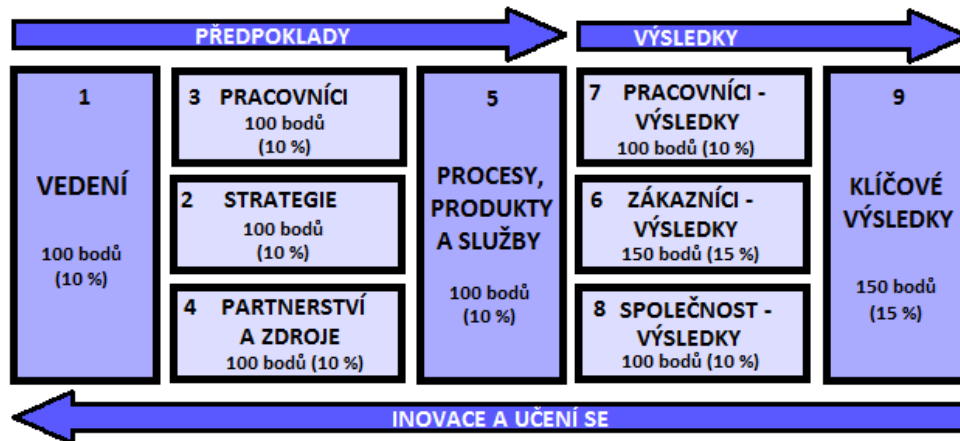 PŘEDPOKLADY
VÝSLEDKY
1
VEDENÍ
100 bodů
(10 %)
3 PRACOVNÍCI
100 bodů
(10 %)
2 STRATEGIE
100 bodů
(10 %)
4 PARTNERSTVÍ
A ZDROJE
100 bodů (10 %)
5
PROCESY,
PRODUKTY
A SLUŽBY
100 bodů
(10 %)
7 PRACOVNÍCI -
VÝSLEDKY
100 bodů (10 %)
6 ZÁKAZNÍCI -
VÝSLEDKY
150 bodů (15 %)
8 SPOLEČNOST -
VÝSLEDKY
100 bodů (10 %)
9
KLÍČOVÉ
VÝSLEDKY
150 bodů
(15 %)
INOVACE A UČENÍ SE